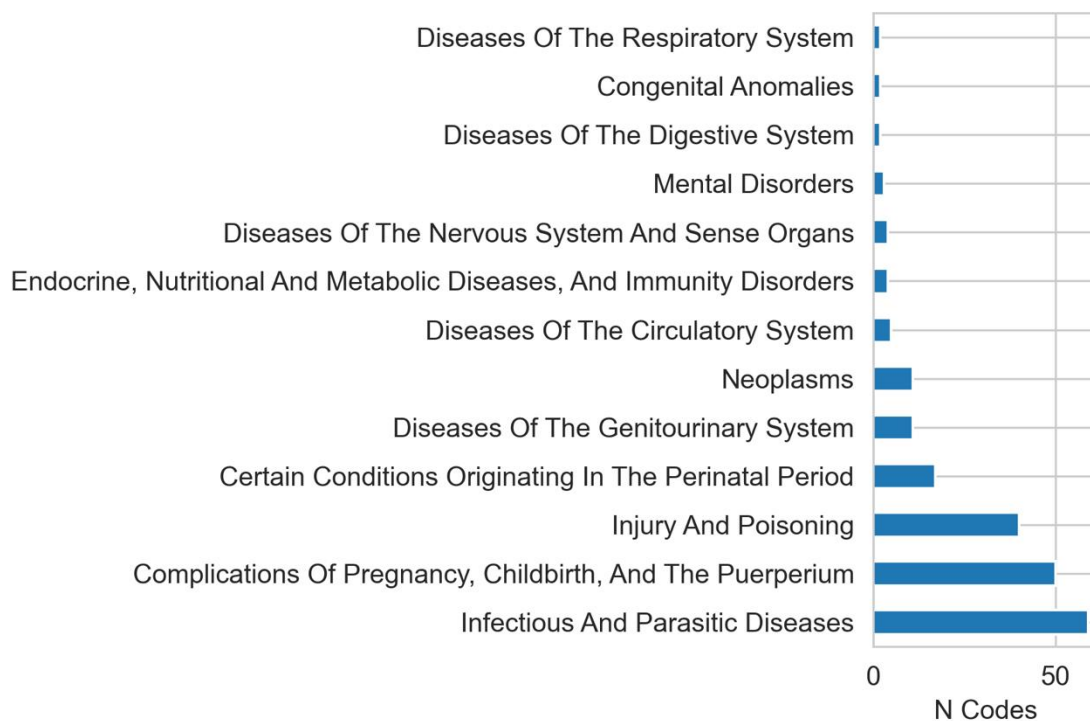 Diseases Of The Respiratory System
Congenital Anomalies
Diseases Of The Digestive System
Mental Disorders
Diseases Of The Nervous System And Sense Organs
Endocrine, Nutritional And Metabolic Diseases, And Immunity Disorders
Diseases Of The Circulatory System
Neoplasms
Diseases Of The Genitourinary System
Certain Conditions Originating In The Perinatal Period
Injury And Poisoning
Complications Of Pregnancy, Childbirth, And The Puerperium
Infectious And Parasitic Diseases
0 50
N Codes